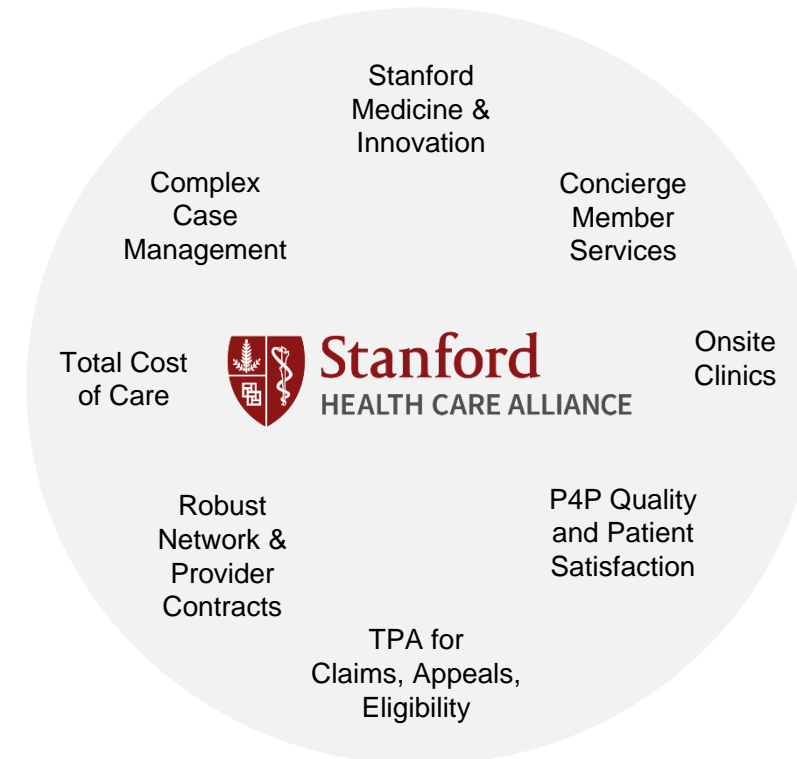 Stanford
Medicine &
Innovation
Complex
Case
Management
Concierge
Member
Services
Total Cost
of Care
Stanford
HEALTH CARE ALLIANCE
Onsite
Clinics
Robust
Network &
Provider
Contracts
P4P Quality
and Patient
Satisfaction
TPA for
Claims, Appeals,
Eligibility